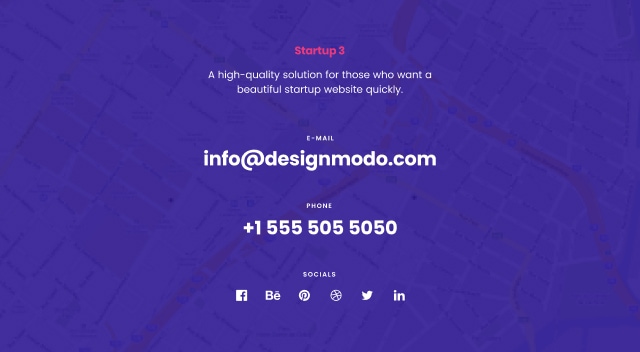 Startup 3
A high-quality solution for those who want a
beautiful startup website quickly.
E-MAIL
info@designmodo.com
PHONE
+1 555 505 5050
SOCIALS
Bē
in